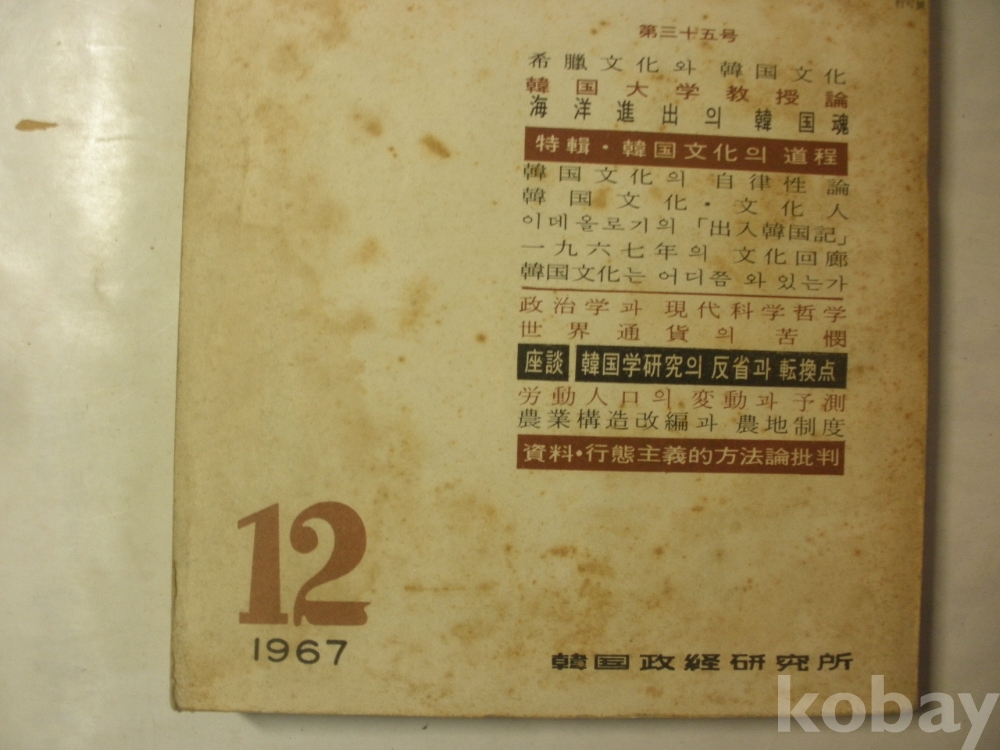 第三十五号
希臘文化와 韓国文化
韓国大学教授論
海洋進出의 韓国魂
特輯·韓国文化의 道程
韓国文化의 自律性論
韓国文化·文化人
이데올로기의「出入韓国記」
一九六七年의 文化回廊
韓国文化는 어디쯤 와 있는가
政治学과 現代科学哲学
世界通貨의 苦憫
座談 韓国学研究의 反省과 転換点
労動人口의 変動과 予測
農業構造改編과 農地制度
資料·行態主義的方法論批判
12
1967
韓国政経研究所
kobay